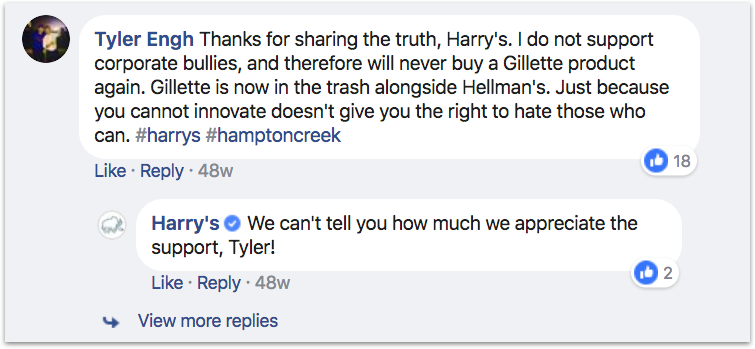 Tyler Engh Thanks for sharing the truth, Harry's. I do not support
corporate bullies, and therefore will never buy a Gillette product
again. Gillette is now in the trash alongside Hellman's. Just because
you cannot innovate doesn't give you the right to hate those who
can. #harrys #hamptoncreek
18
Like · Reply · 48w
Harry's We can't tell you how much we appreciate the
support, Tyler!
2
Like · Reply · 48w
View more replies